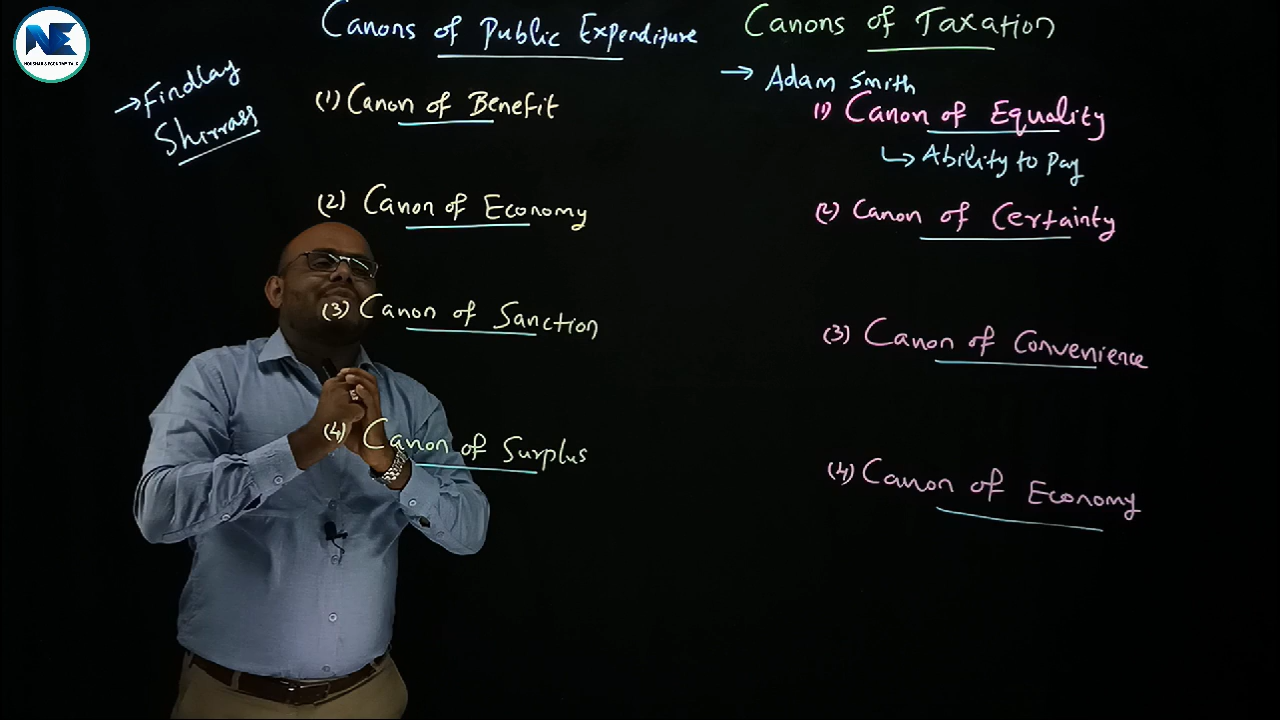 NE
Canons of Public Expenditure
→ Findlay
Shirrass
(1) Canon of Benefit
(2) Canon of Economy
(3) Canon of Sanction
(4) Canon of Surplus
Canons of Taxation
→ Adam Smith
(1) Canon of Equality
↳ Ability to Pay
(2) Canon of Certainty
(3) Canon of Convenience
(4) Canon of Economy